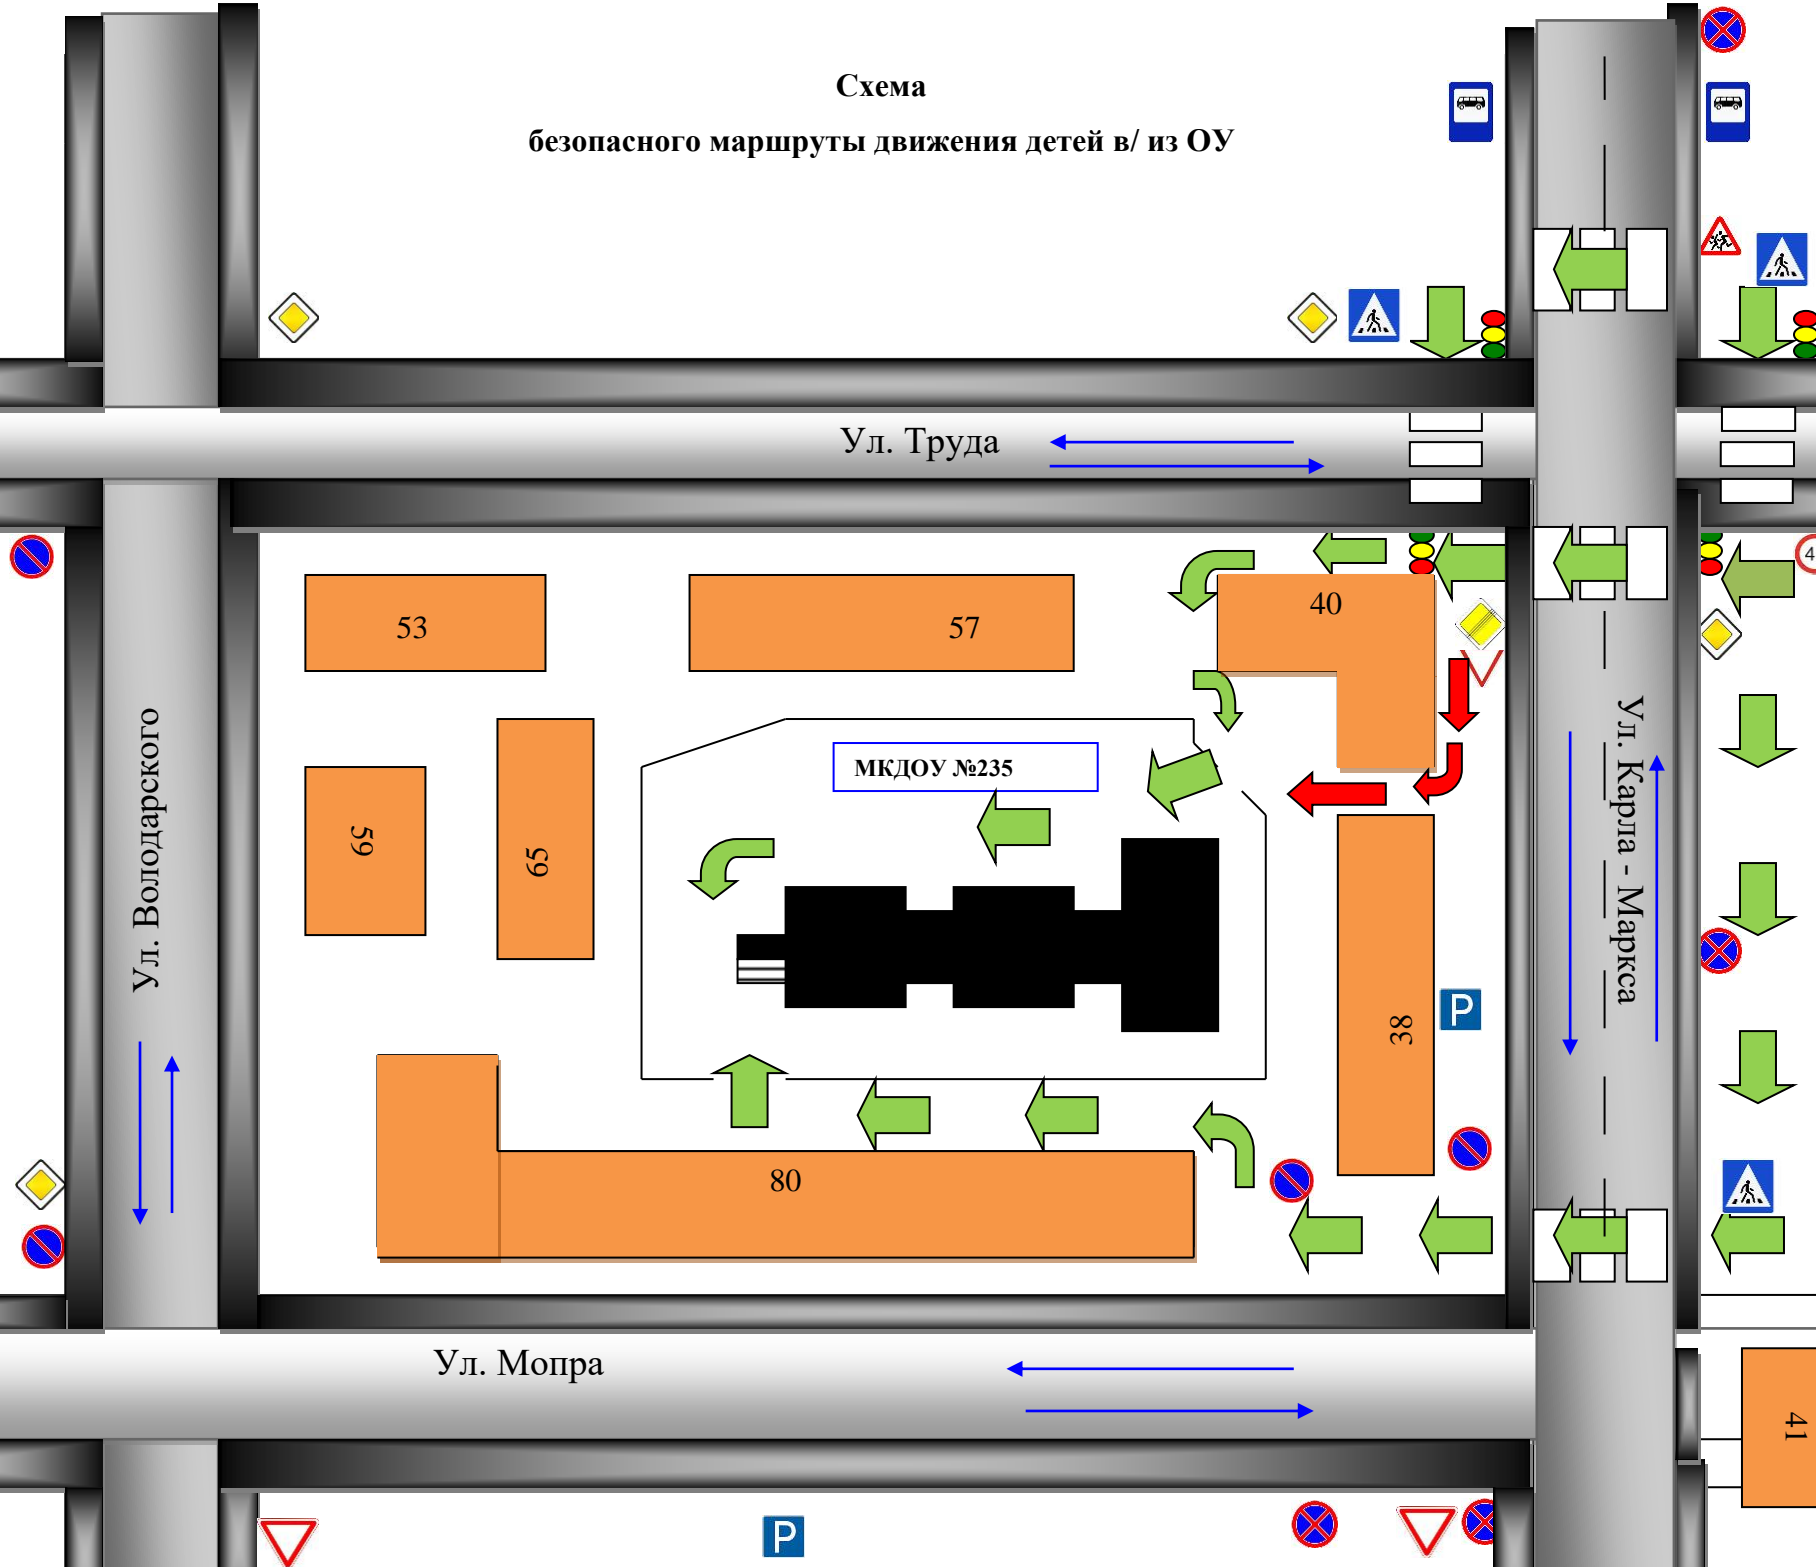 Схема
безопасного маршруты движения детей в/ из ОУ
Ул. Труда
4
53
57
40
МКДОУ №235
Ул. Володарского
59
65
Ул. Карла - Маркса
38
P
80
Ул. Мопра
41
P